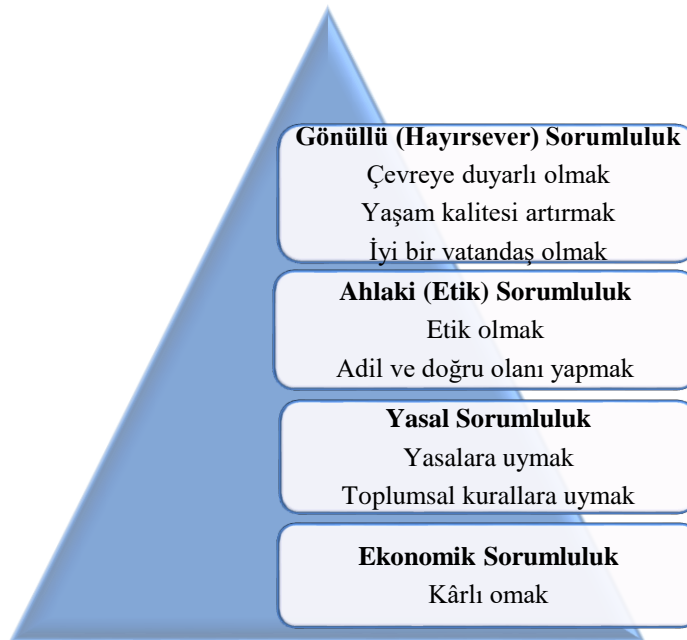 Gönüllü (Hayırsever) Sorumluluk
Çevreye duyarlı olmak
Yaşam kalitesi artırmak
İyi bir vatandaş olmak
Ahlaki (Etik) Sorumluluk
Etik olmak
Adil ve doğru olanı yapmak
Yasal Sorumluluk
Yasalara uymak
Toplumsal kurallara uymak
Ekonomik Sorumluluk
Kârlı omak